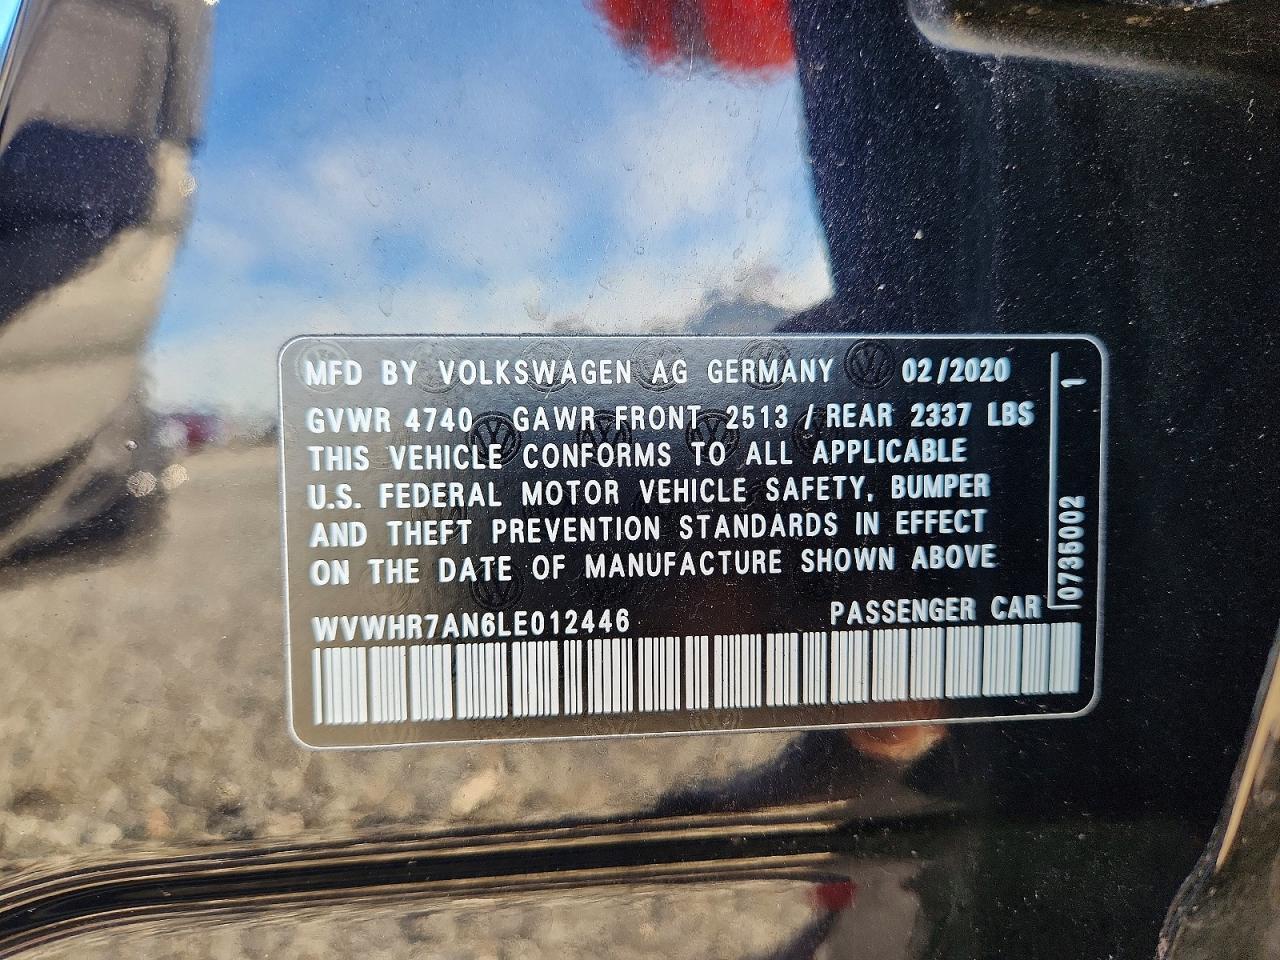 MFD BY VOLKSWAGEN AG GERMANY 02/2020
GVWR 4740 GAWR FRONT 2513 / REAR 2337 LBS
THIS VEHICLE CONFORMS TO ALL APPLICABLE
U.S. FEDERAL MOTOR VEHICLE SAFETY, BUMPER
AND THEFT PREVENTION STANDARDS IN EFFECT
ON THE DATE OF MANUFACTURE SHOWN ABOVE
WVWHR7AN6LE012446 PASSENGER CAR
0735002 1